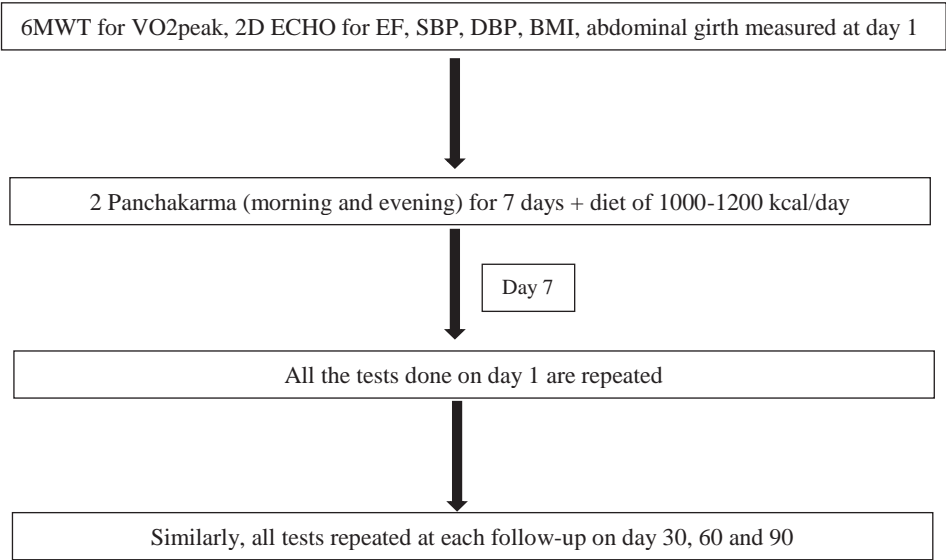 6MWT for VO2peak, 2D ECHO for EF, SBP, DBP, BMI, abdominal girth measured at day 1
2 Panchakarma (morning and evening) for 7 days + diet of 1000-1200 kcal/day
Day 7
All the tests done on day 1 are repeated
Similarly, all tests repeated at each follow-up on day 30, 60 and 90